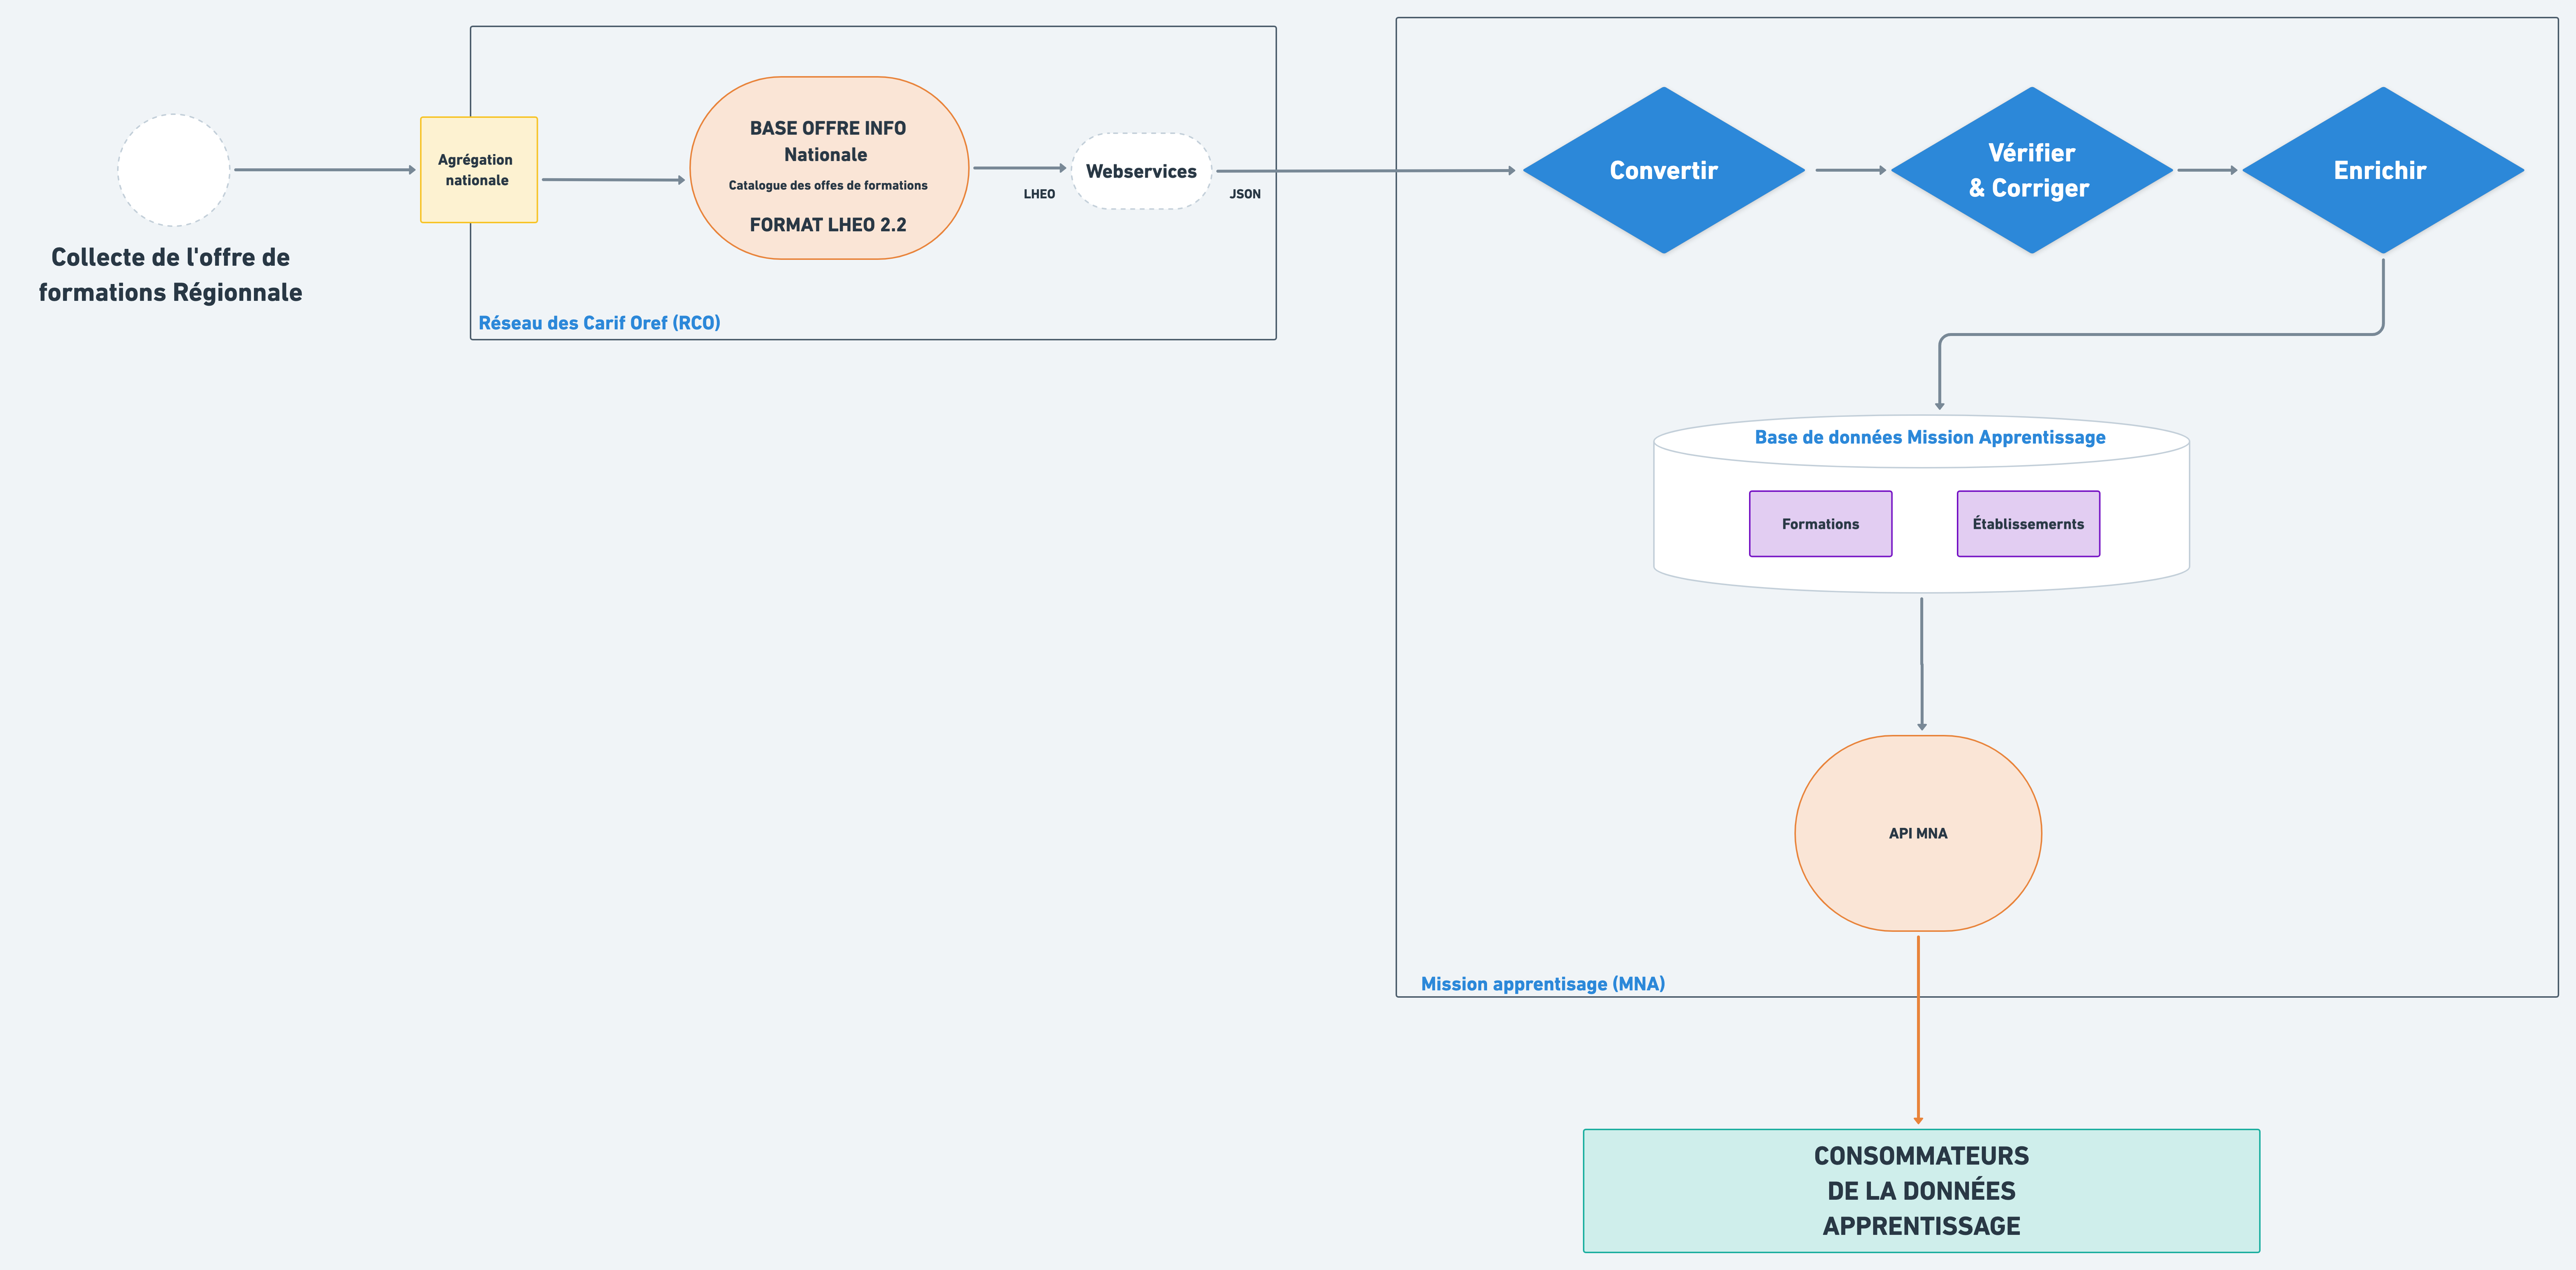 Collecte de l'offre de
formations Régionnale
Agrégation
nationale
BASE OFFRE INFO
Nationale
Catalogue des offes de formations
FORMAT LHEO 2.2
LHEO
Webservices
JSON
Réseau des Carif Oref (RCO)
Convertir
Vérifier
& Corriger
Enrichir
Base de données Mission Apprentissage
Formations
Établissemernts
API MNA
Mission apprentisage (MNA)
CONSOMMATEURS
DE LA DONNÉES
APPRENTISSAGE